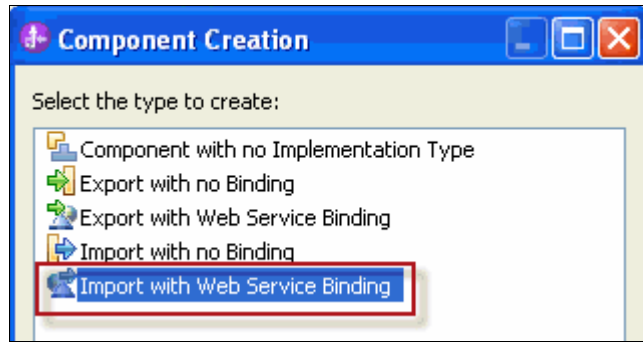 Component Creation
Select the type to create:
Component with no Implementation Type
Export with no Binding
Export with Web Service Binding
Import with no Binding
Import with Web Service Binding